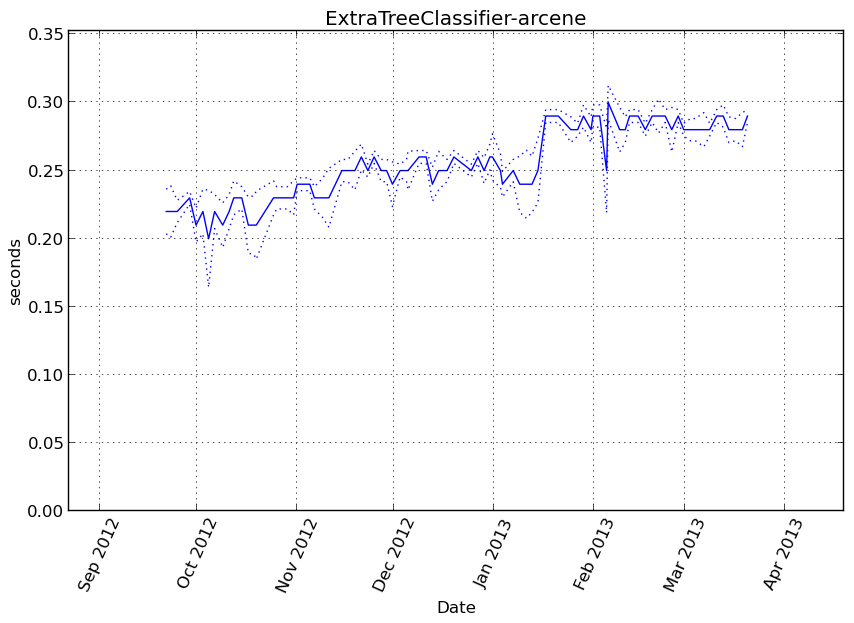 ExtraTreeClassifier-arcene
0.35
0.30
0.25
0.20
0.15
0.10
0.05
0.00
seconds
Sep 2012
Oct 2012
Nov 2012
Dec 2012
Jan 2013
Feb 2013
Mar 2013
Apr 2013
Date